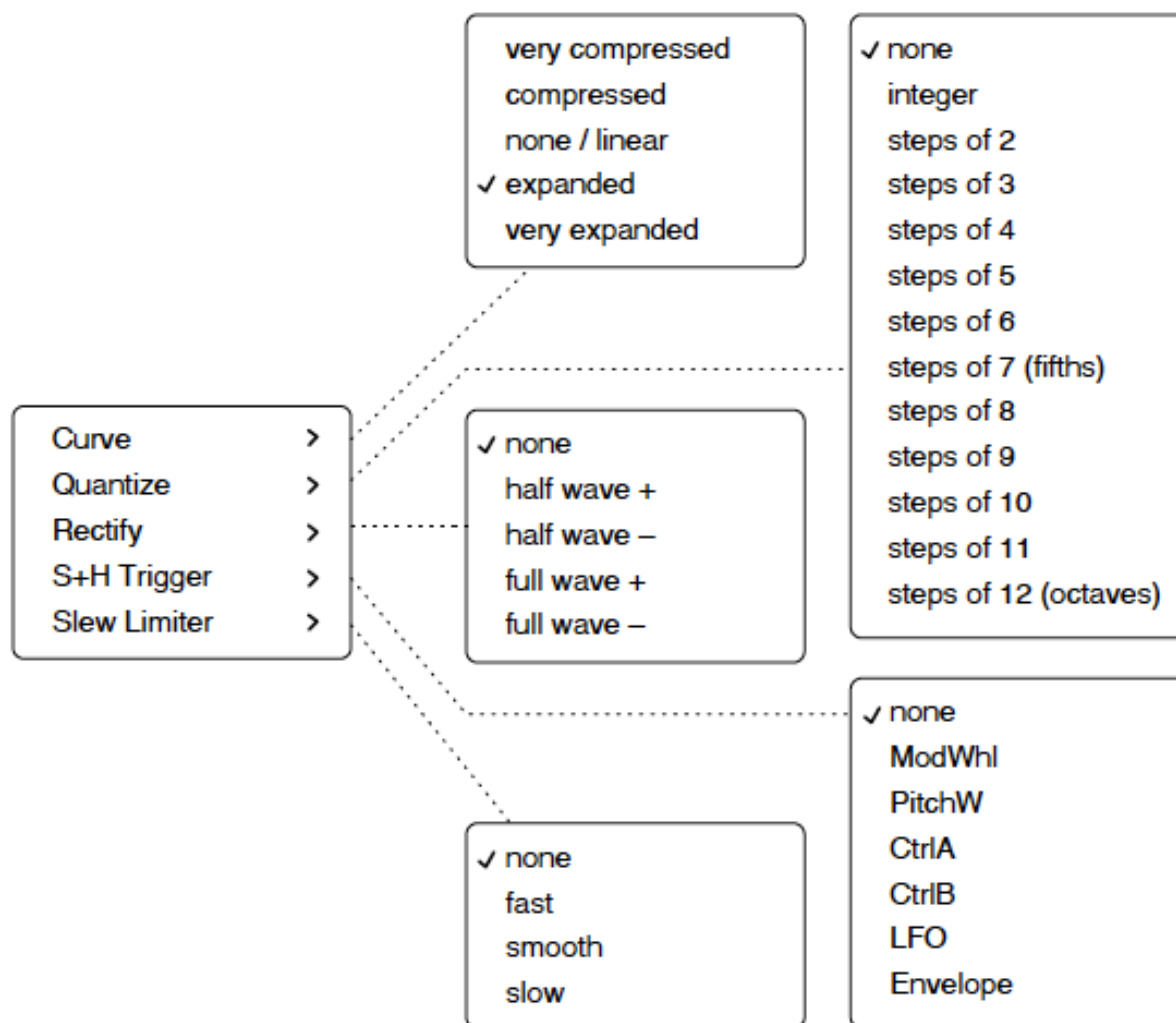 very compressed
compressed
none / linear
✓ expanded
very expanded
✓ none
integer
steps of 2
steps of 3
steps of 4
steps of 5
steps of 6
steps of 7 (fifths)
steps of 8
steps of 9
steps of 10
steps of 11
steps of 12 (octaves)
Curve >
Quantize >
Rectify >
S+H Trigger >
Slew Limiter >
✓ none
half wave +
half wave –
full wave +
full wave –
✓ none
fast
smooth
slow
✓ none
ModWhl
PitchW
CtrlA
CtrlB
LFO
Envelope